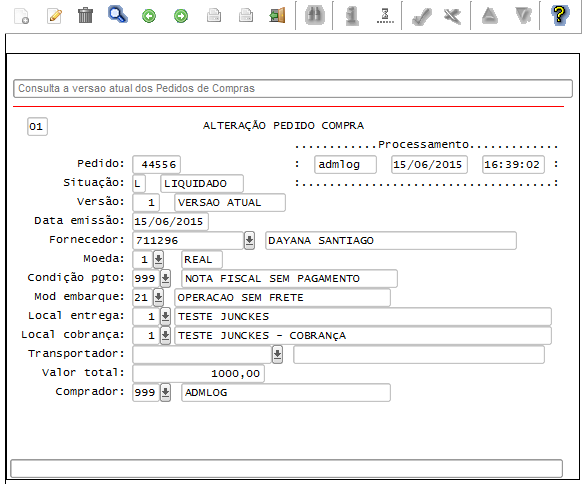 Consulta a versao atual dos Pedidos de Compras
01 ALTERAÇÃO PEDIDO COMPRA
............Processamento.............
Pedido: 44556 : admlog 15/06/2015 16:39:02 :
Situação: L LIQUIDADO :......................................:
Versão: 1 VERSAO ATUAL
Data emissão: 15/06/2015
Fornecedor: 711296 DAYANA SANTIAGO
Moeda: 1 REAL
Condição pgto: 999 NOTA FISCAL SEM PAGAMENTO
Mod embarque: 21 OPERACAO SEM FRETE
Local entrega: 1 TESTE JUNCKES
Local cobrança: 1 TESTE JUNCKES - COBRANçA
Transportador:
Valor total: 1000,00
Comprador: 999 ADMLOG